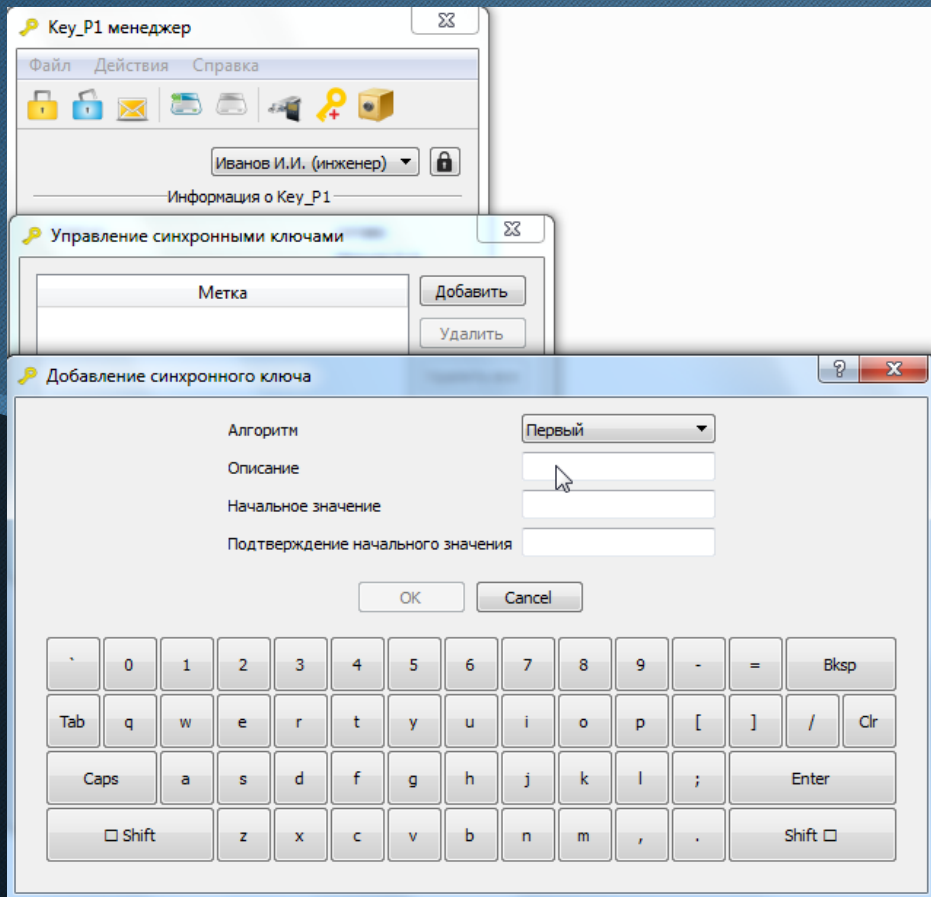 Key_P1 менеджер
Файл Действия Справка
Иванов И.И. (инженер)
Информация о Key_P1
Управление синхронными ключами
Метка
Добавить
Удалить
Добавление синхронного ключа
Алгоритм Первый
Описание
Начальное значение
Подтверждение начального значения
OK Cancel
` 0 1 2 3 4 5 6 7 8 9 - = Bksp
Tab q w e r t y u i o p [ ] / Clr
Caps a s d f g h j k l ; Enter
□ Shift z x c v b n m , . Shift □